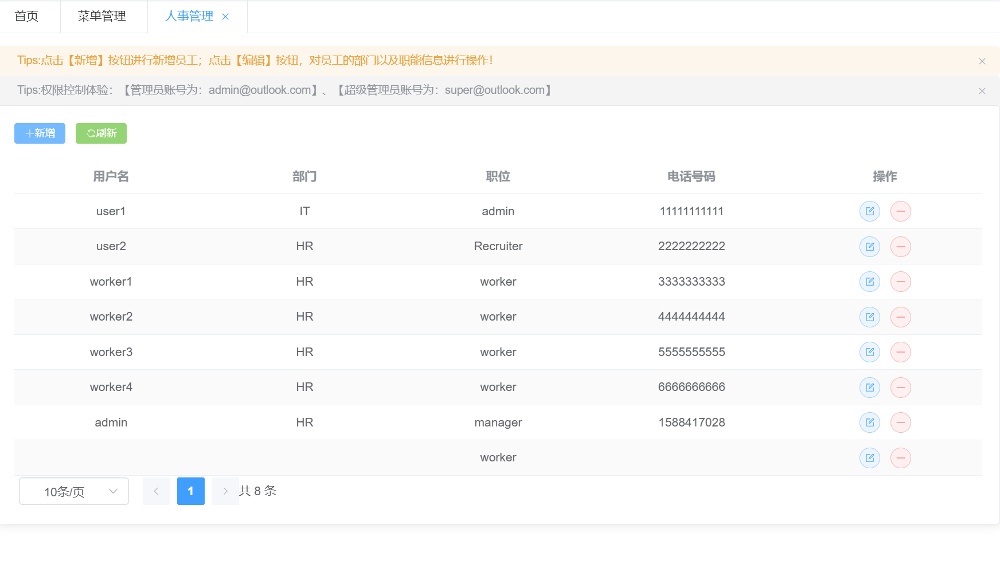 首页 菜单管理 人事管理
Tips:点击【新增】按钮进行新增员工；点击【编辑】按钮，对员工的部门以及职能信息进行操作！
Tips:权限控制体验：【管理员账号为：admin@outlook.com】、【超级管理员账号为：super@outlook.com】
新增 刷新
用户名 部门 职位 电话号码 操作
user1 IT admin 11111111111
user2 HR Recruiter 2222222222
worker1 HR worker 3333333333
worker2 HR worker 4444444444
worker3 HR worker 5555555555
worker4 HR worker 6666666666
admin HR manager 1588417028
worker
10条/页 1 共 8 条